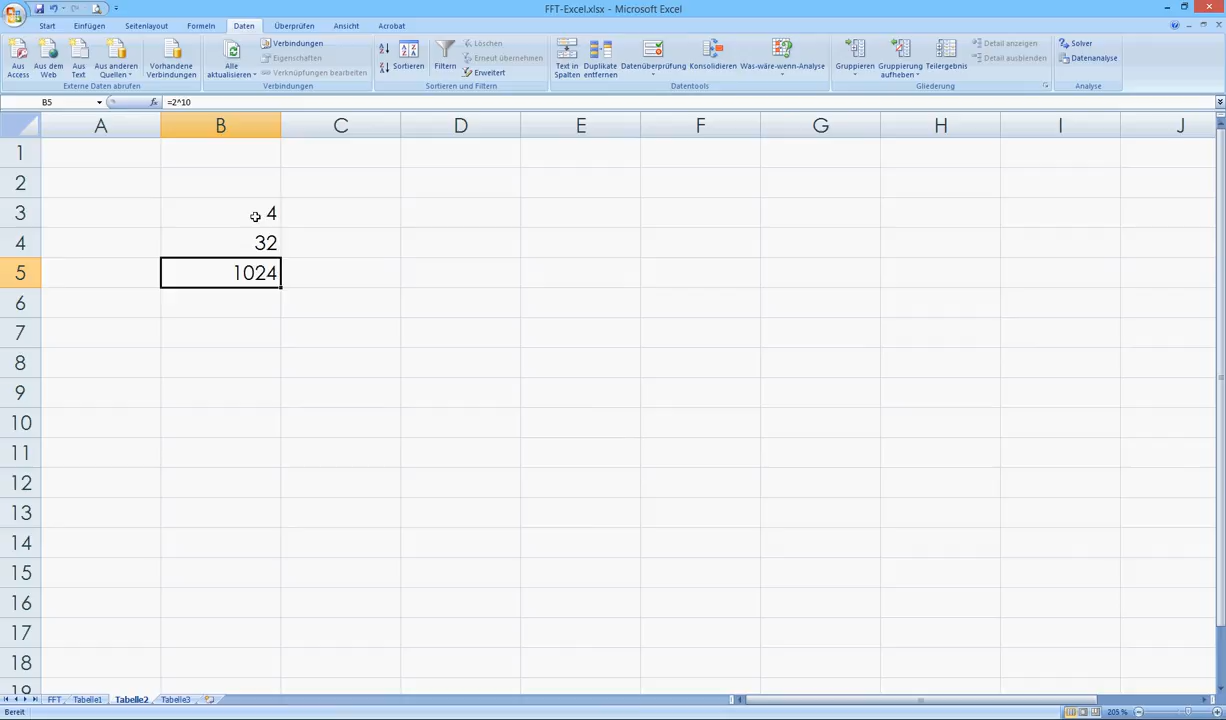 FFT-Excel.xlsx - Microsoft Excel
Start Einfügen Seitenlayout Formeln Daten Überprüfen Ansicht Acrobat
Aus Access
Aus dem Web
Aus Text
Aus anderen Quellen
Vorhandene Verbindungen
Externe Daten abrufen
Alle aktualisieren
Verbindungen
Eigenschaften
Verknüpfungen bearbeiten
Verbindungen
Sortieren
Filtern
Löschen
Erneut übernehmen
Erweitert
Sortieren und Filtern
Text in Spalten
Duplikate entfernen
Datenüberprüfung
Konsolidieren
Was-wäre-wenn-Analyse
Datentools
Gruppieren
Gruppierung aufheben
Teilergebnis
Detail anzeigen
Detail ausblenden
Gliederung
Solver
Datenanalyse
Analyse
B5 fx =2^10
A B C D E F G H I J
1
2
3 4
4 32
5 1024
6
7
8
9
10
11
12
13
14
15
16
17
18
19
FFT Tabelle1 Tabelle2 Tabelle3
Bereit 205 %